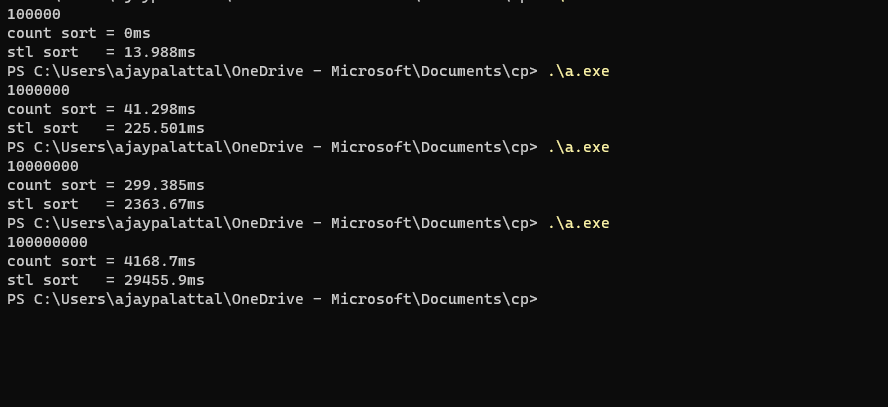 100000
count sort = 0ms
stl sort   = 13.988ms
PS C:\Users\ajaypalattal\OneDrive - Microsoft\Documents\cp> .\a.exe
1000000
count sort = 41.298ms
stl sort   = 225.501ms
PS C:\Users\ajaypalattal\OneDrive - Microsoft\Documents\cp> .\a.exe
10000000
count sort = 299.385ms
stl sort   = 2363.67ms
PS C:\Users\ajaypalattal\OneDrive - Microsoft\Documents\cp> .\a.exe
100000000
count sort = 4168.7ms
stl sort   = 29455.9ms
PS C:\Users\ajaypalattal\OneDrive - Microsoft\Documents\cp>